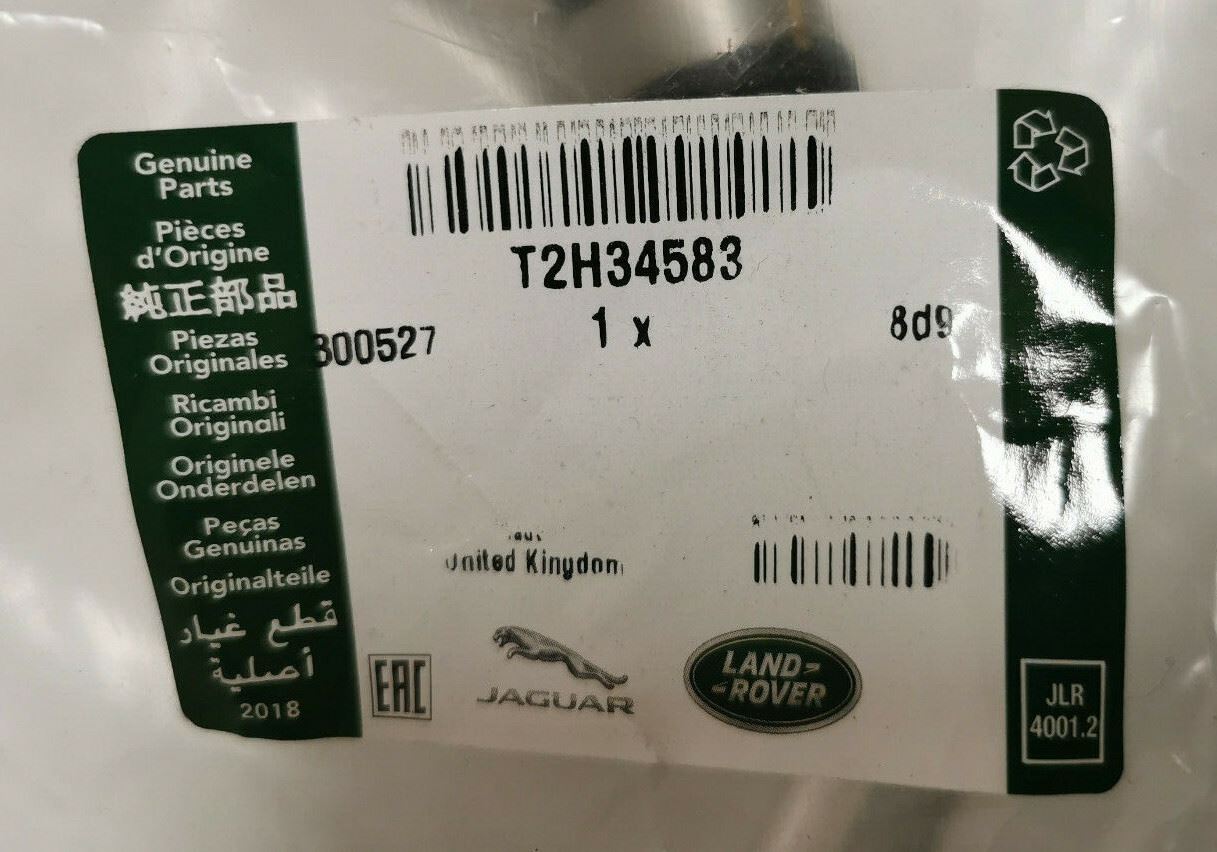 Genuine
Parts
Pièces
d'Origine
純正部品
Piezas
Originales
Ricambi
Originali
Originele
Onderdelen
Peças
Genuinas
Originalteile
قطع غيار
أصلية
2018
T2H34583
1 x
300527
8d9
United Kingdom
EAC
JAGUAR
LAND-
-ROVER
JLR
4001.2